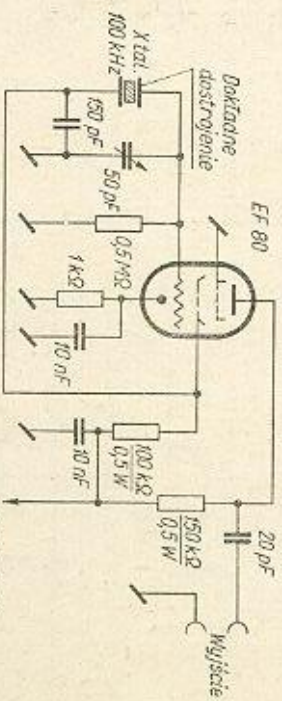 Dokładne
dostrojenie
Xtal.
100 kHz
150 pF
50 pF
0,5 MΩ
1 kΩ
10 nF
EF 80
100 kΩ
0,5 W
10 nF
150 kΩ
0,5 W
20 pF
Wyjście